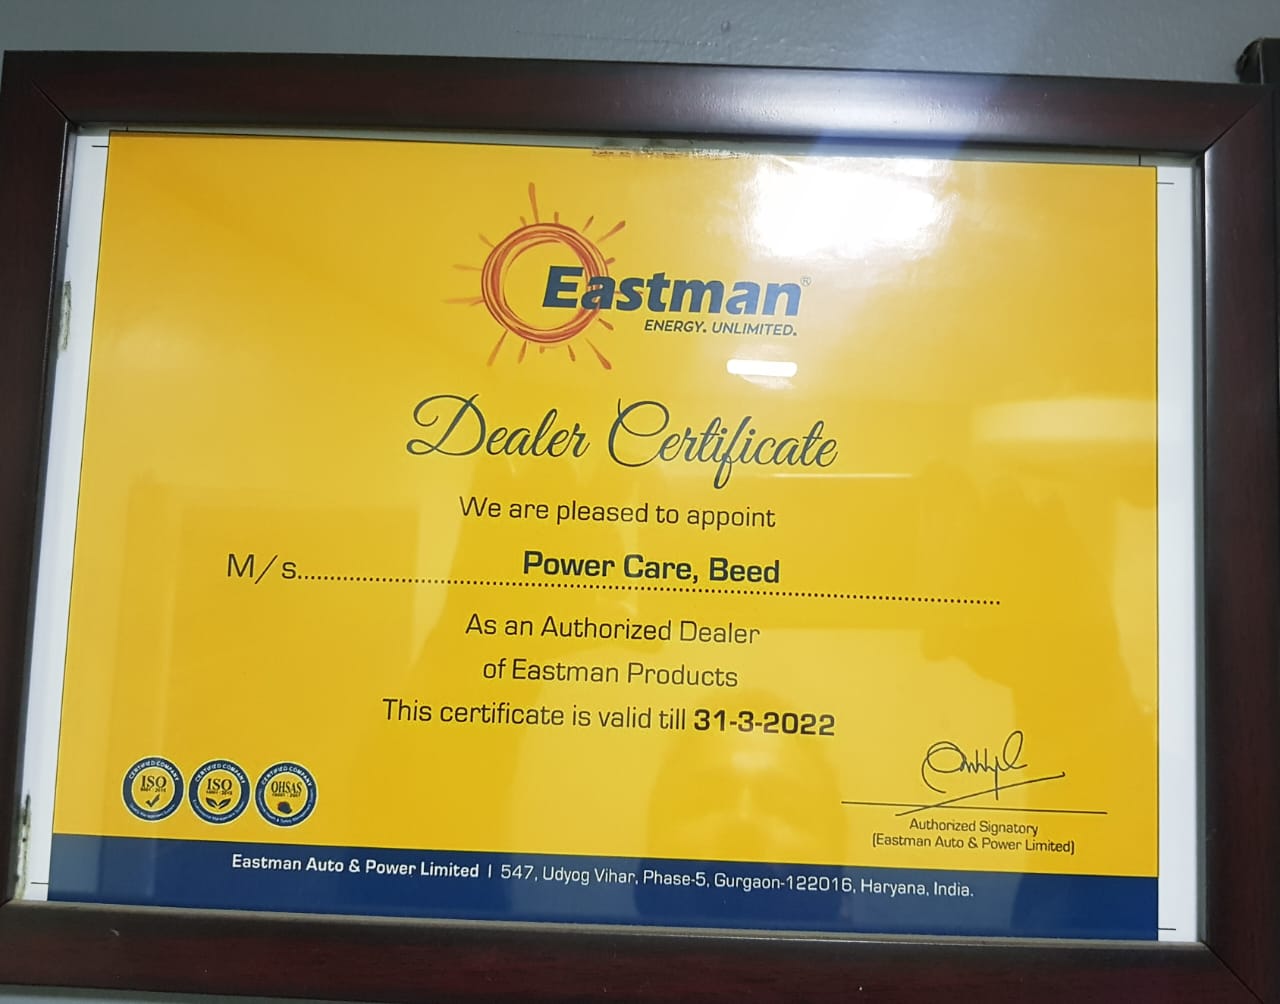 Eastman®
ENERGY. UNLIMITED.
Dealer Certificate
We are pleased to appoint
M/s.......... Power Care, Beed ..........
As an Authorized Dealer
of Eastman Products
This certificate is valid till 31-3-2022
CERTIFIED COMPANY
ISO
CERTIFIED COMPANY
ISO
CERTIFIED COMPANY
OHSAS
Authorized Signatory
(Eastman Auto & Power Limited)
Eastman Auto & Power Limited | 547, Udyog Vihar, Phase-5, Gurgaon-122016, Haryana, India.